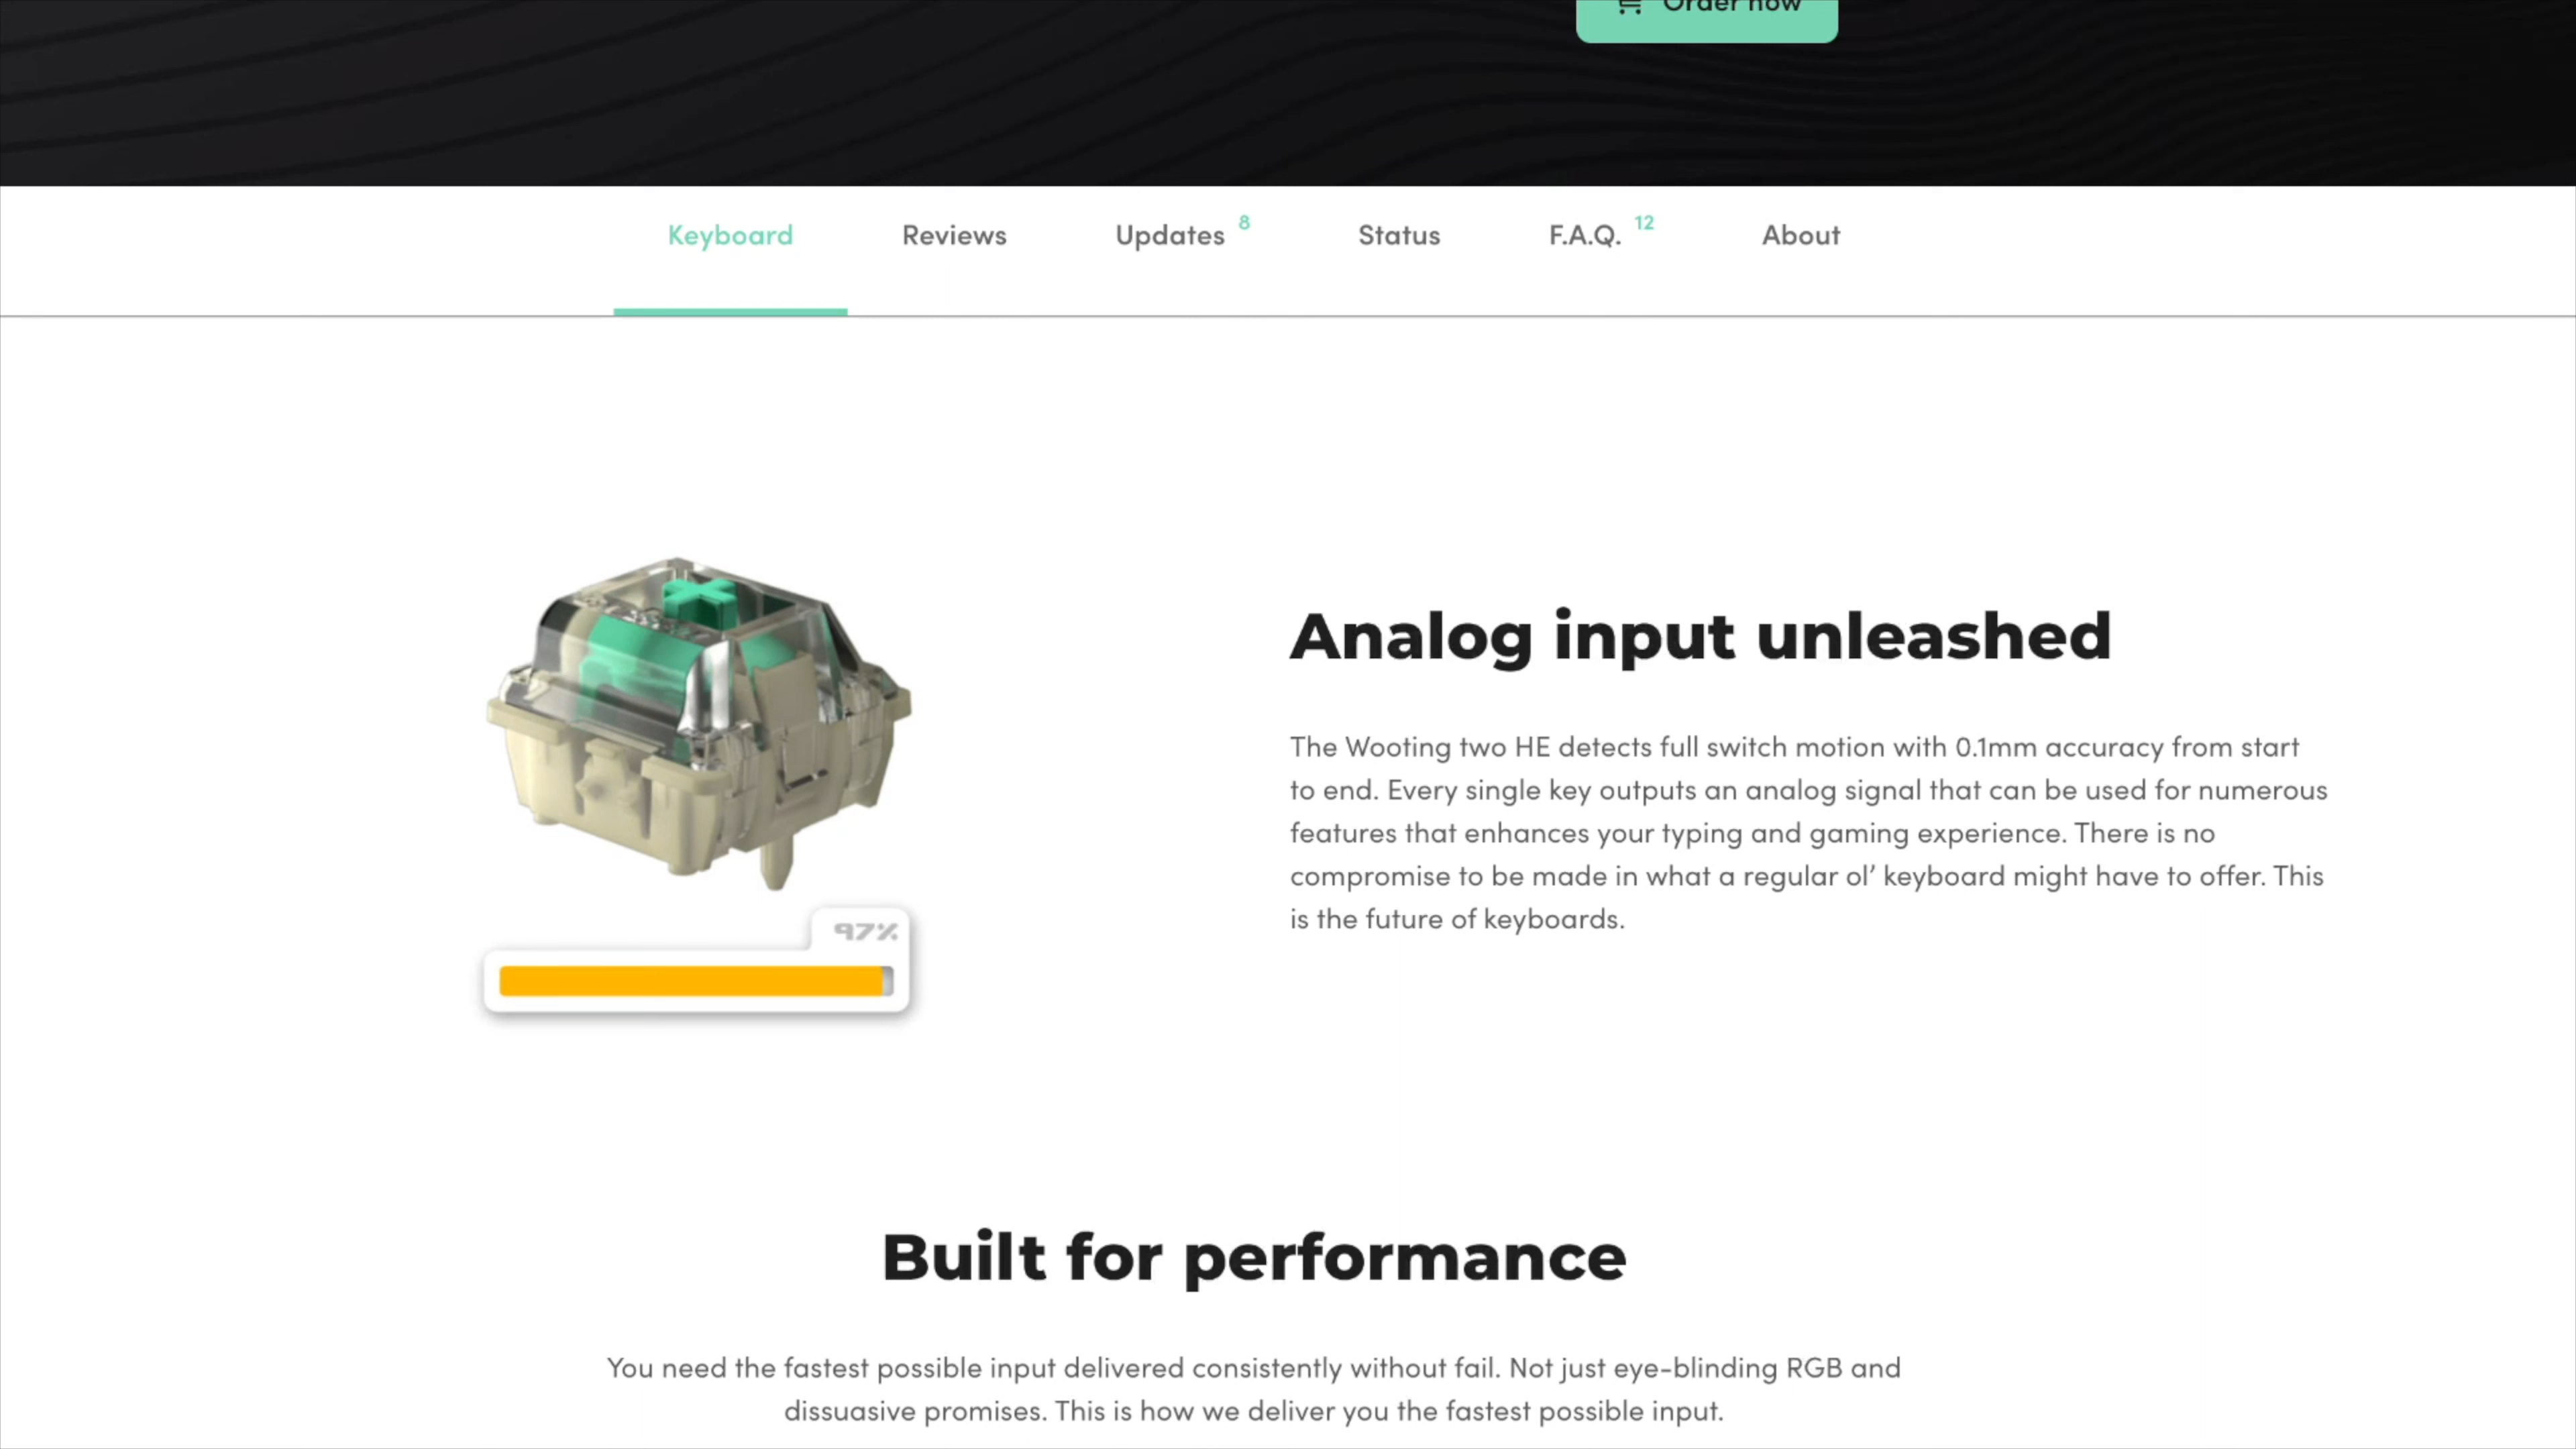 Order now
Keyboard
Reviews
Updates 8
Status
F.A.Q. 12
About
Analog input unleashed
The Wooting two HE detects full switch motion with 0.1mm accuracy from start
to end. Every single key outputs an analog signal that can be used for numerous
features that enhances your typing and gaming experience. There is no
compromise to be made in what a regular ol’ keyboard might have to offer. This
is the future of keyboards.
97%
Built for performance
You need the fastest possible input delivered consistently without fail. Not just eye-blinding RGB and
dissuasive promises. This is how we deliver you the fastest possible input.